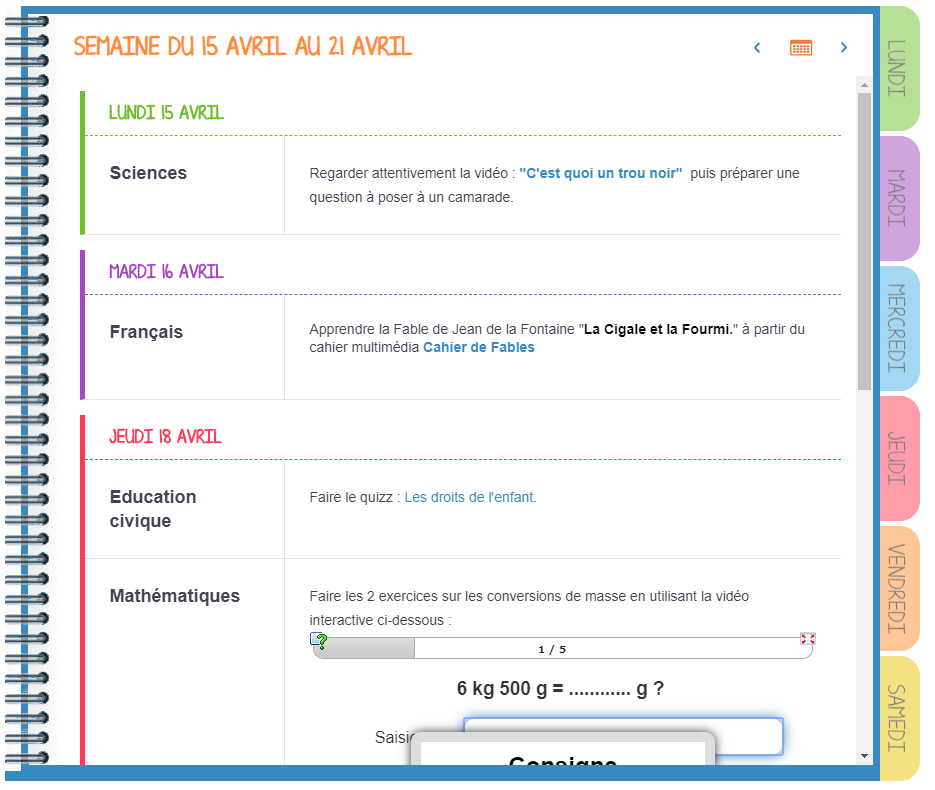 SEMAINE DU 15 AVRIL AU 21 AVRIL
LUNDI 15 AVRIL
Sciences
Regarder attentivement la vidéo : "C'est quoi un trou noir" puis préparer une
question à poser à un camarade.
MARDI 16 AVRIL
Français
Apprendre la Fable de Jean de la Fontaine "La Cigale et la Fourmi." à partir du
cahier multimédia Cahier de Fables
JEUDI 18 AVRIL
Education
civique
Faire le quizz : Les droits de l'enfant.
Mathématiques
Faire les 2 exercices sur les conversions de masse en utilisant la vidéo
interactive ci-dessous :
?
1 / 5
6 kg 500 g = ............ g ?
Consigne
LUNDI
MARDI
MERCREDI
JEUDI
VENDREDI
SAMEDI